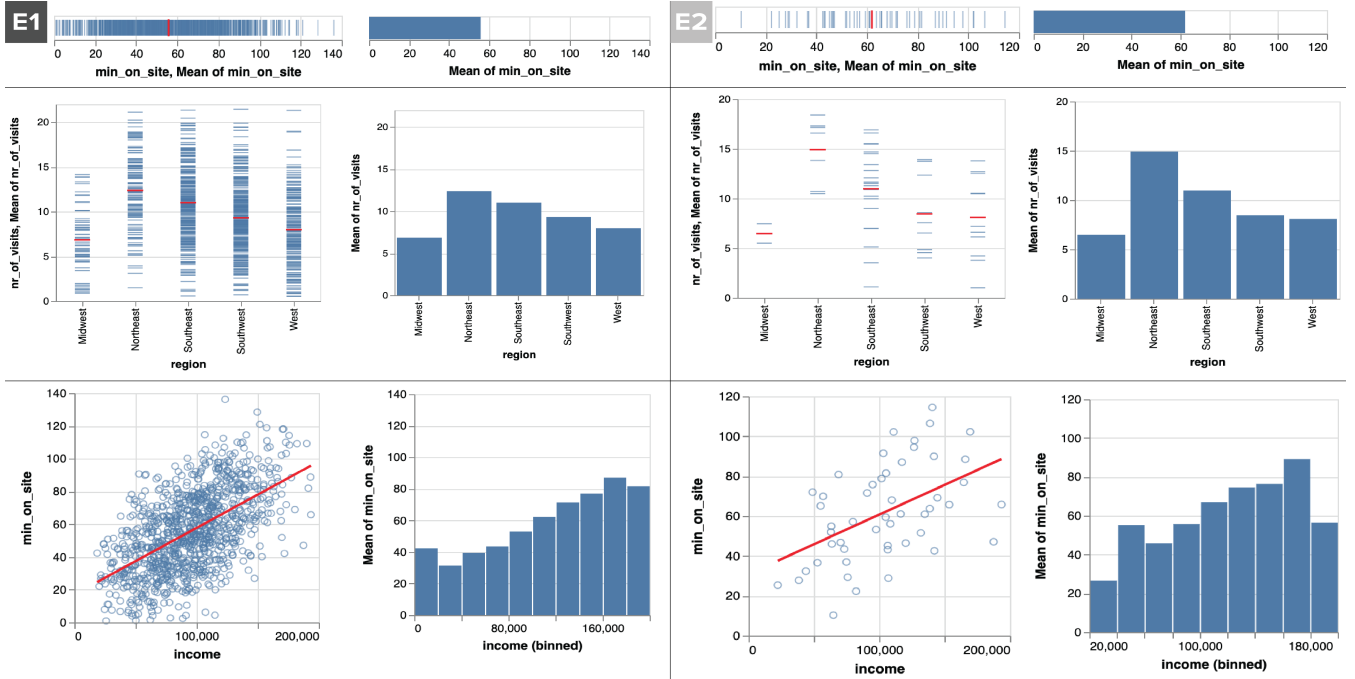 E1
0 20 40 60 80 100 120 140
min_on_site, Mean of min_on_site
0 20 40 60 80 100 120 140
Mean of min_on_site
E2
0 20 40 60 80 100 120
min_on_site, Mean of min_on_site
0 20 40 60 80 100 120
Mean of min_on_site
nr_of_visits, Mean of nr_of_visits
20
15
10
5
0
Midwest
Northeast
Southeast
Southwest
West
region
Mean of nr_of_visits
20
15
10
5
0
Midwest
Northeast
Southeast
Southwest
West
region
nr_of_visits, Mean of nr_of_visits
20
15
10
5
0
Midwest
Northeast
Southeast
Southwest
West
region
Mean of nr_of_visits
20
15
10
5
0
Midwest
Northeast
Southeast
Southwest
West
region
min_on_site
140
120
100
80
60
40
20
0
0 100,000 200,000
income
Mean of min_on_site
140
120
100
80
60
40
20
0
0 80,000 160,000
income (binned)
min_on_site
120
100
80
60
40
20
0
0 100,000 200,000
income
Mean of min_on_site
120
100
80
60
40
20
0
20,000 100,000 180,000
income (binned)